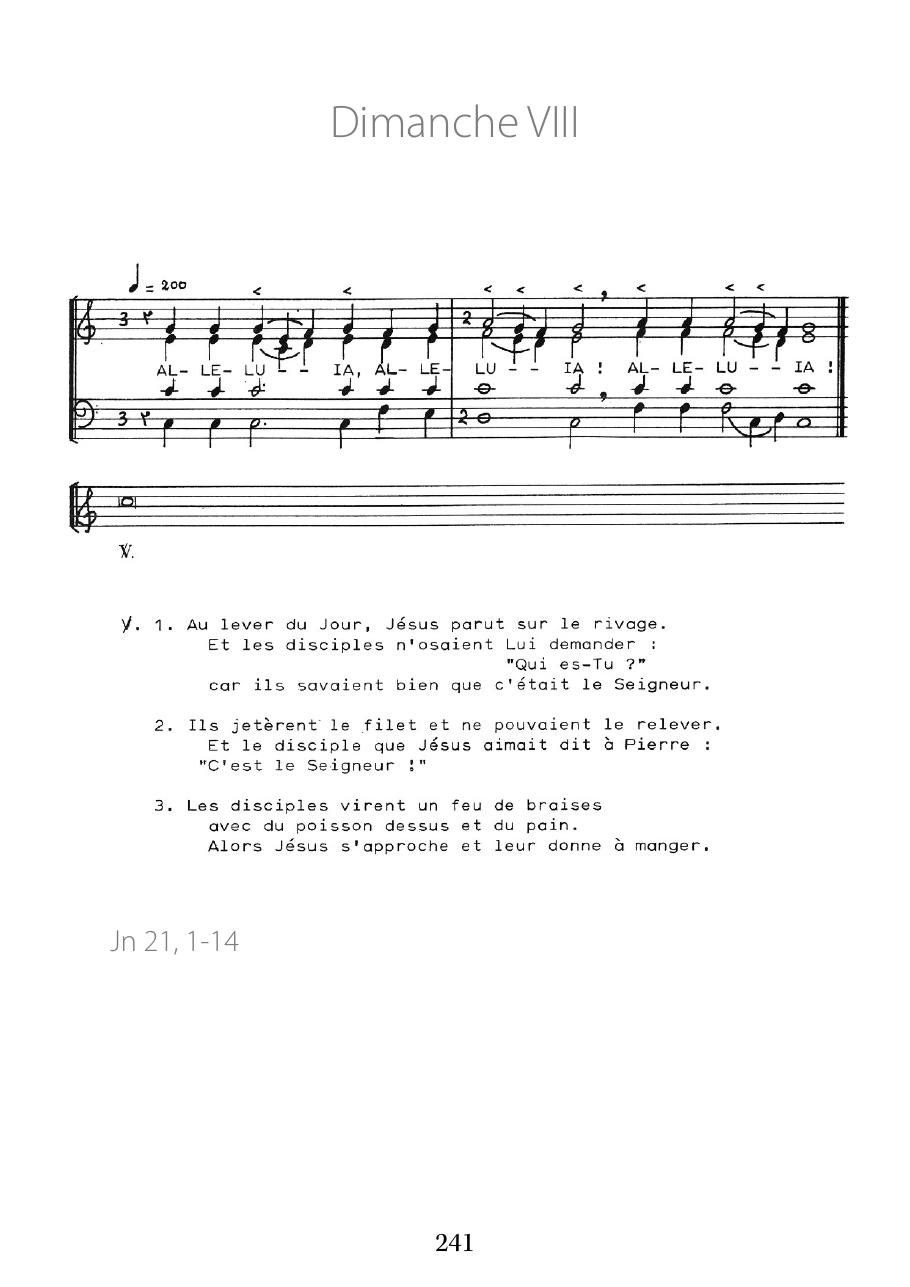 Dimanche VIII
♩ = 200
3 2
AL- LE- LU - - IA, AL- LE- LU - - IA ! AL- LE- LU - - IA !
3 2
℣.
℣. 1. Au lever du Jour, Jésus parut sur le rivage.
Et les disciples n'osaient Lui demander :
"Qui es-Tu ?"
car ils savaient bien que c'était le Seigneur.
2. Ils jetèrent le filet et ne pouvaient le relever.
Et le disciple que Jésus aimait dit à Pierre :
"C'est le Seigneur !"
3. Les disciples virent un feu de braises
avec du poisson dessus et du pain.
Alors Jésus s'approche et leur donne à manger.
Jn 21, 1-14
241